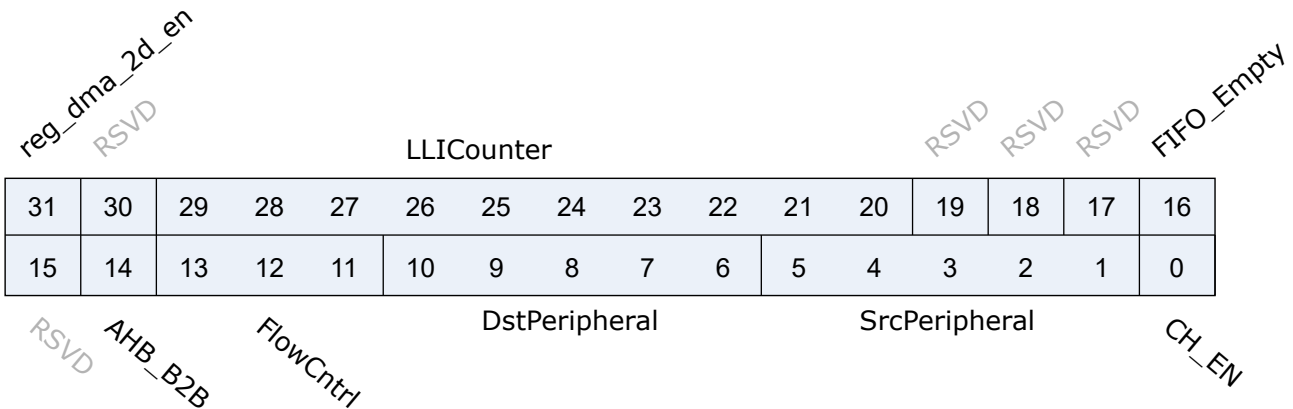 reg_dma_2d_en RSVD LLICounter RSVD RSVD RSVD FIFO_Empty
31 30 29 28 27 26 25 24 23 22 21 20 19 18 17 16
15 14 13 12 11 10 9 8 7 6 5 4 3 2 1 0
RSVD AHB_B2B FlowCntrl DstPeripheral SrcPeripheral CH_EN